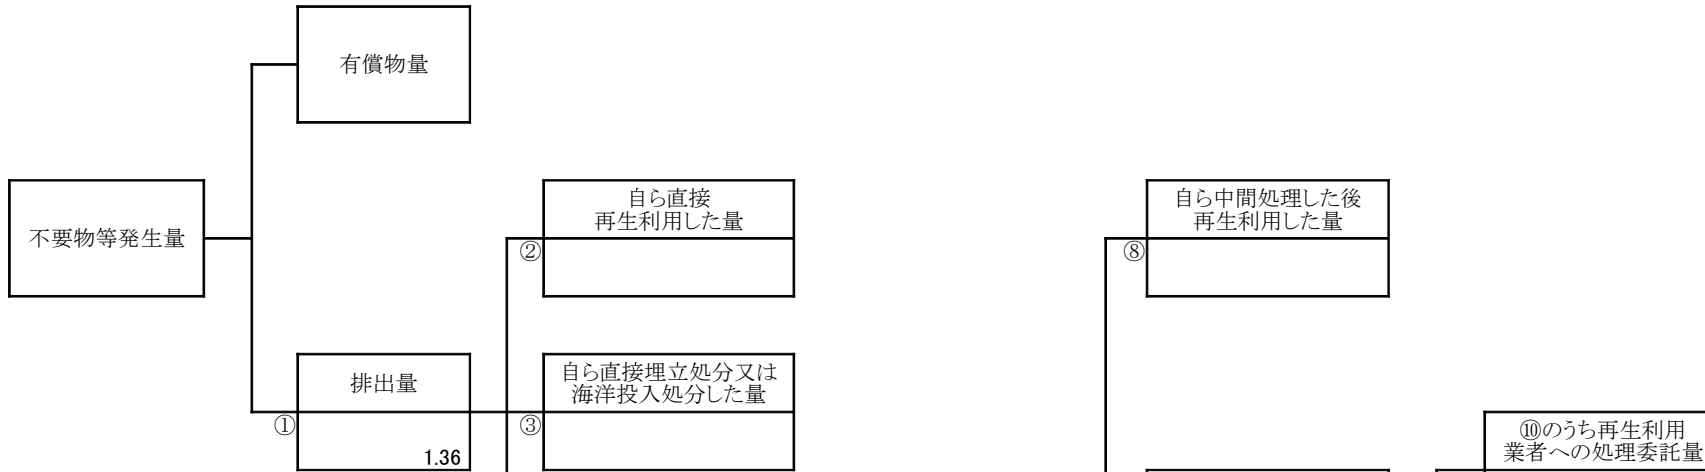 有償物量
不要物等発生量
自ら直接
再生利用した量
②
自ら中間処理した後
再生利用した量
⑧
排出量
①
1.36
自ら直接埋立処分又は
海洋投入処分した量
③
⑩のうち再生利用
業者への処理委託量